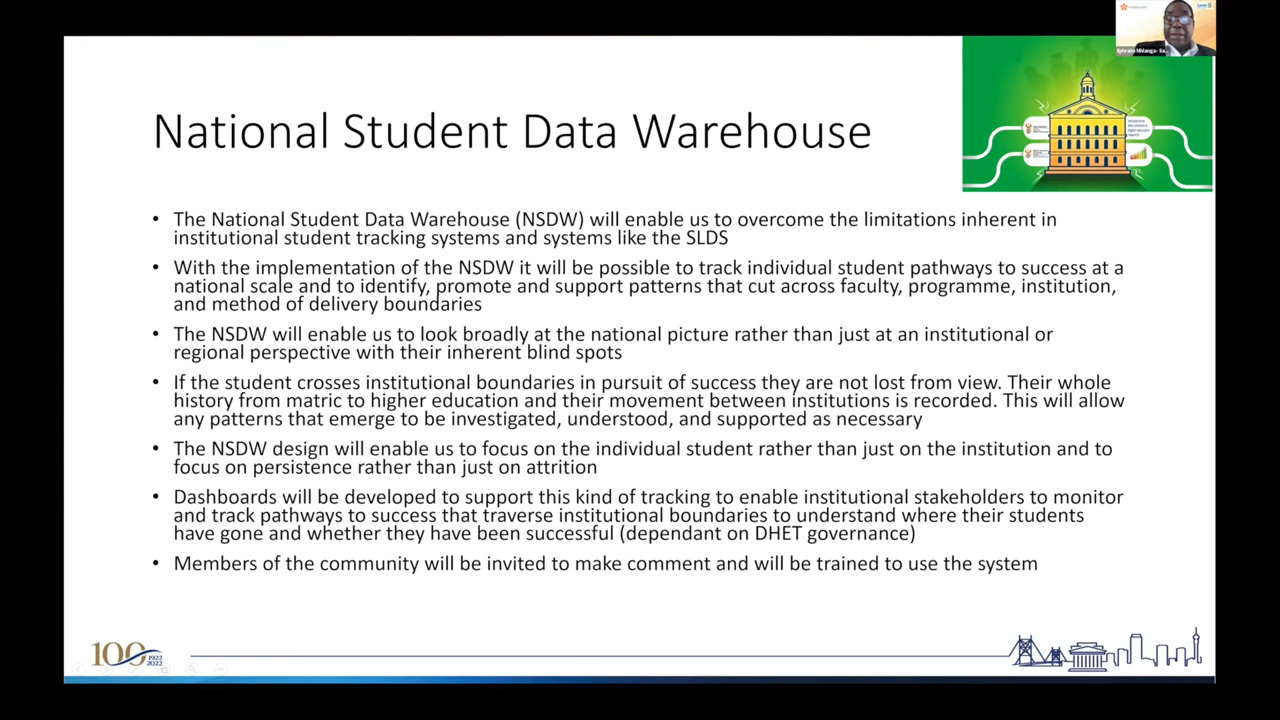 Ephraim Mhlanga- Sa...
National Student Data Warehouse
• The National Student Data Warehouse (NSDW) will enable us to overcome the limitations inherent in
institutional student tracking systems and systems like the SLDS
• With the implementation of the NSDW it will be possible to track individual student pathways to success at a
national scale and to identify, promote and support patterns that cut across faculty, programme, institution,
and method of delivery boundaries
• The NSDW will enable us to look broadly at the national picture rather than just at an institutional or
regional perspective with their inherent blind spots
• If the student crosses institutional boundaries in pursuit of success they are not lost from view. Their whole
history from matric to higher education and their movement between institutions is recorded. This will allow
any patterns that emerge to be investigated, understood, and supported as necessary
• The NSDW design will enable us to focus on the individual student rather than just on the institution and to
focus on persistence rather than just on attrition
• Dashboards will be developed to support this kind of tracking to enable institutional stakeholders to monitor
and track pathways to success that traverse institutional boundaries to understand where their students
have gone and whether they have been successful (dependant on DHET governance)
• Members of the community will be invited to make comment and will be trained to use the system
100 1922
2022